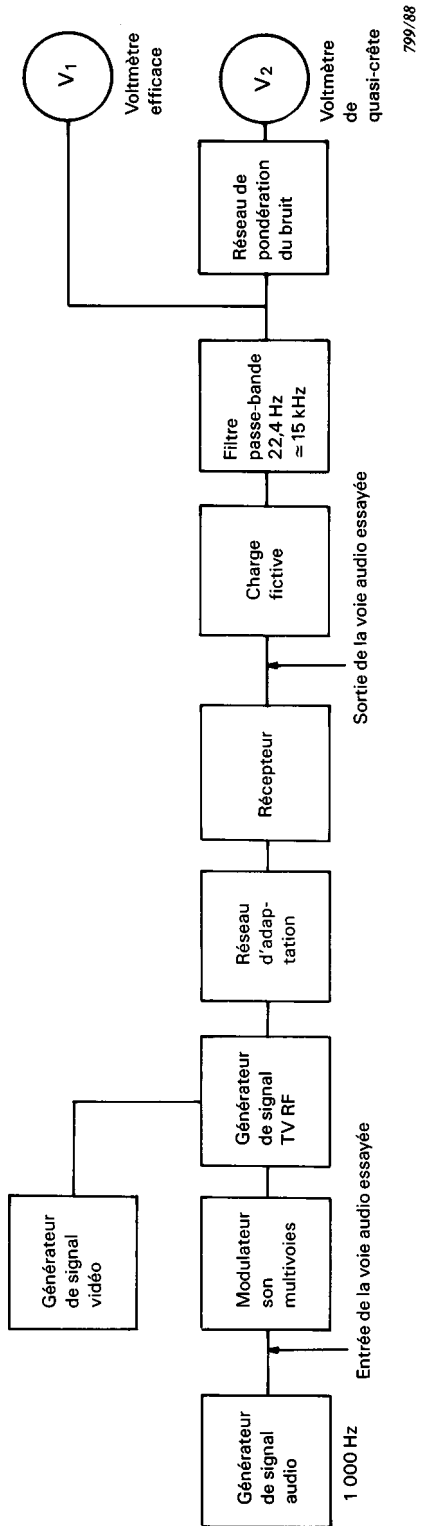 Générateur
de signal
vidéo
Générateur
de signal
audio
1 000 Hz
Entrée de la voie audio essayée
Modulateur
son
multivoies
Générateur
de signal
TV RF
Réseau
d'adap-
tation
Récepteur
Sortie de la voie audio essayée
Charge
fictive
Filtre
passe-bande
22,4 Hz
≃15 kHz
Réseau de
pondération
du bruit
V1
Voltmètre
efficace
V2
Voltmètre
de
quasi-crête
799/88